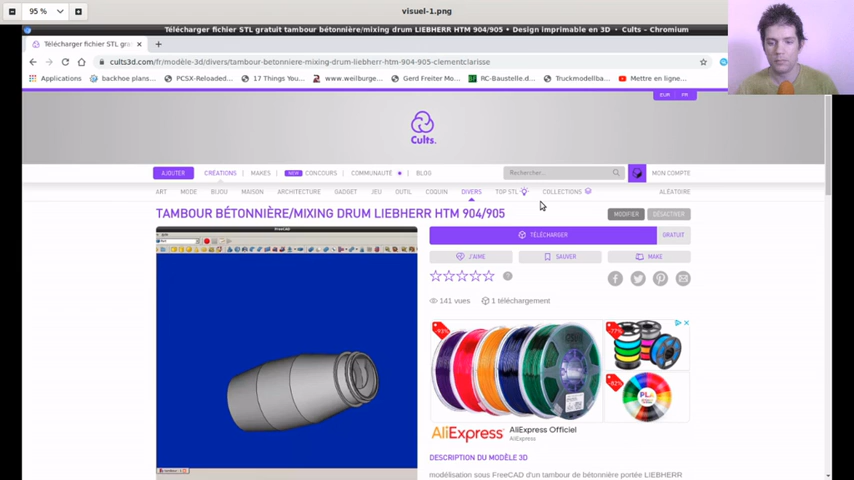 95 %
visuel-1.png
Télécharger fichier STL gratuit tambour bétonnière/mixing drum LIEBHERR HTM 904/905 • Design imprimable en 3D ・ Cults - Chromium
Télécharger fichier STL gra
cults3d.com/fr/modèle-3d/divers/tambour-betonniere-mixing-drum-liebherr-htm-904-905-clementclarisse
Applications
backhoe plans...
PCSX-Reloaded...
17 Things You...
www.weilburge...
Gerd Freiter Mo...
RC-Baustelle.d...
Truckmodellba...
Mettre en ligne...
EUR FR
Cults.
AJOUTER
CRÉATIONS
MAKES
NEW CONCOURS
COMMUNAUTÉ
BLOG
Rechercher...
MON COMPTE
ART
MODE
BIJOU
MAISON
ARCHITECTURE
GADGET
JEU
OUTIL
COQUIN
DIVERS
TOP STL
COLLECTIONS
ALÉATOIRE
TAMBOUR BÉTONNIÈRE/MIXING DRUM LIEBHERR HTM 904/905
MODIFIER
DÉSACTIVER
FreeCAD
TÉLÉCHARGER
GRATUIT
J'AIME
SAUVER
MAKE
141 vues
1 téléchargement
-93%
-77%
-82%
PLA
AliExpress
AliExpress Officiel
AliExpress
DESCRIPTION DU MODÈLE 3D
modélisation sous FreeCAD d'un tambour de bétonnière portée LIEBHERR